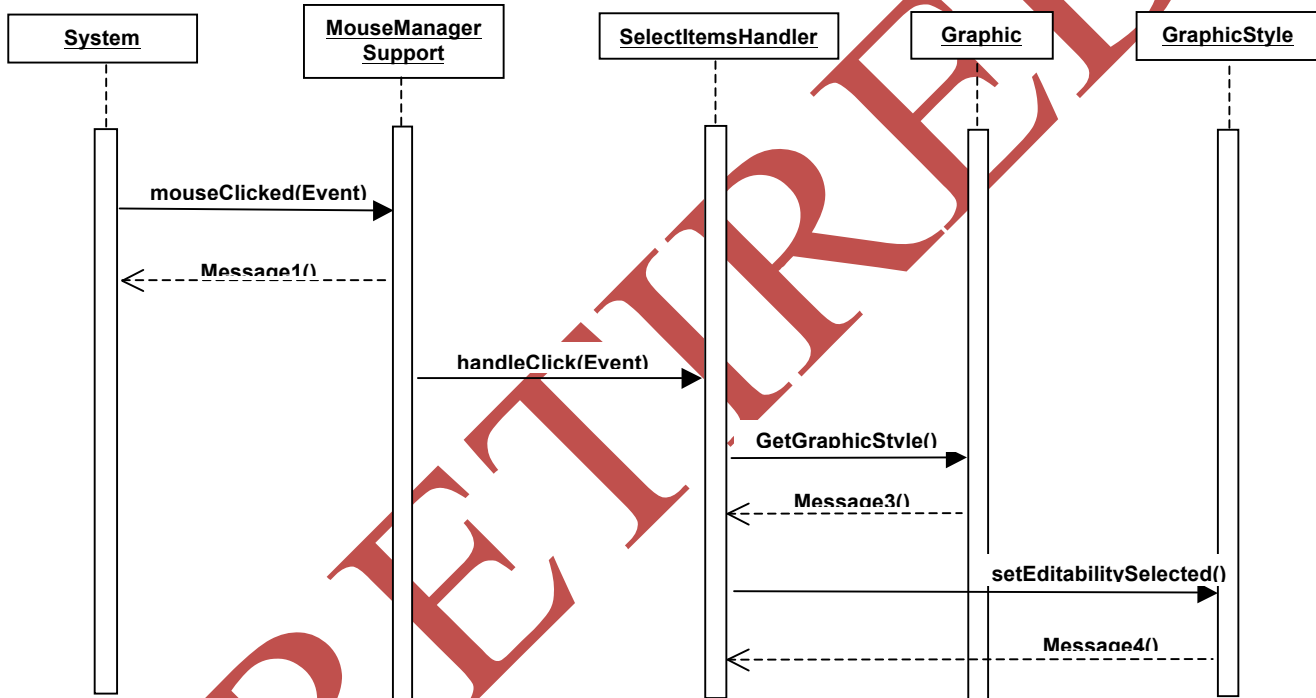 System
MouseManager
Support
SelectItemsHandler
Graphic
GraphicStyle
mouseClicked(Event)
Message1()
handleClick(Event)
GetGraphicStyle()
Message3()
setEditabilitySelected()
Message4()
RETIRED